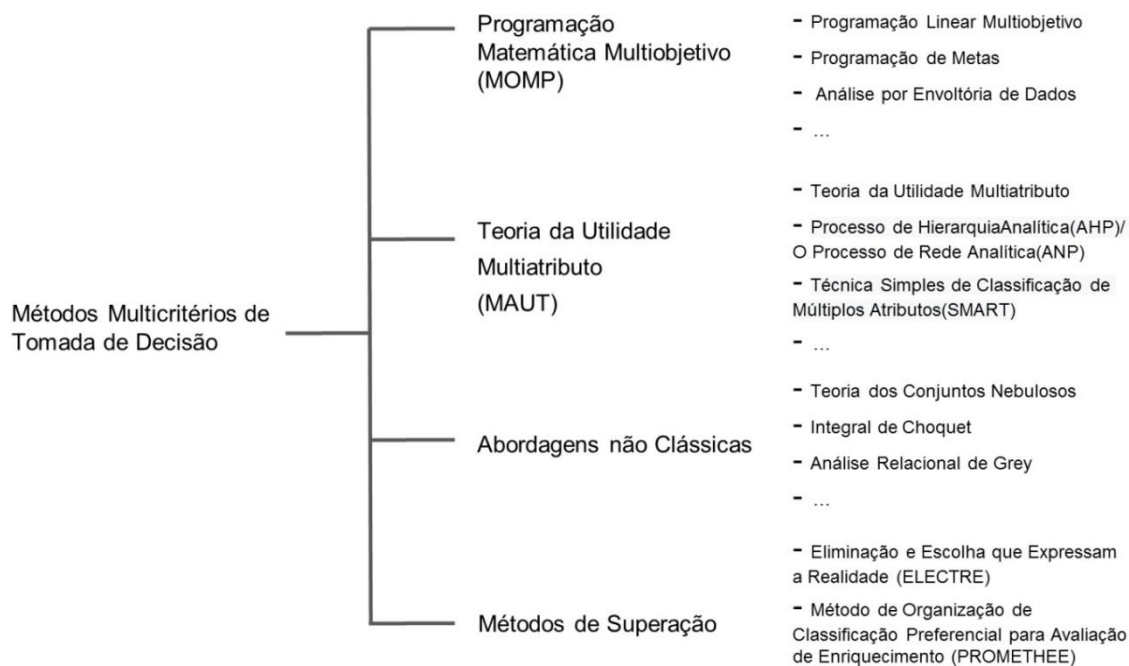 Métodos Multicritérios de
Tomada de Decisão
Programação
Matemática Multiobjetivo
(MOMP)
- Programação Linear Multiobjetivo
- Programação de Metas
- Análise por Envoltória de Dados
- ...
Teoria da Utilidade
Multiatributo
(MAUT)
- Teoria da Utilidade Multiatributo
- Processo de HierarquiaAnalítica(AHP)/
O Processo de Rede Analítica(ANP)
- Técnica Simples de Classificação de
Múltiplos Atributos(SMART)
- ...
Abordagens não Clássicas
- Teoria dos Conjuntos Nebulosos
- Integral de Choquet
- Análise Relacional de Grey
- ...
Métodos de Superação
- Eliminação e Escolha que Expressam
a Realidade (ELECTRE)
- Método de Organização de
Classificação Preferencial para Avaliação
de Enriquecimento (PROMETHEE)